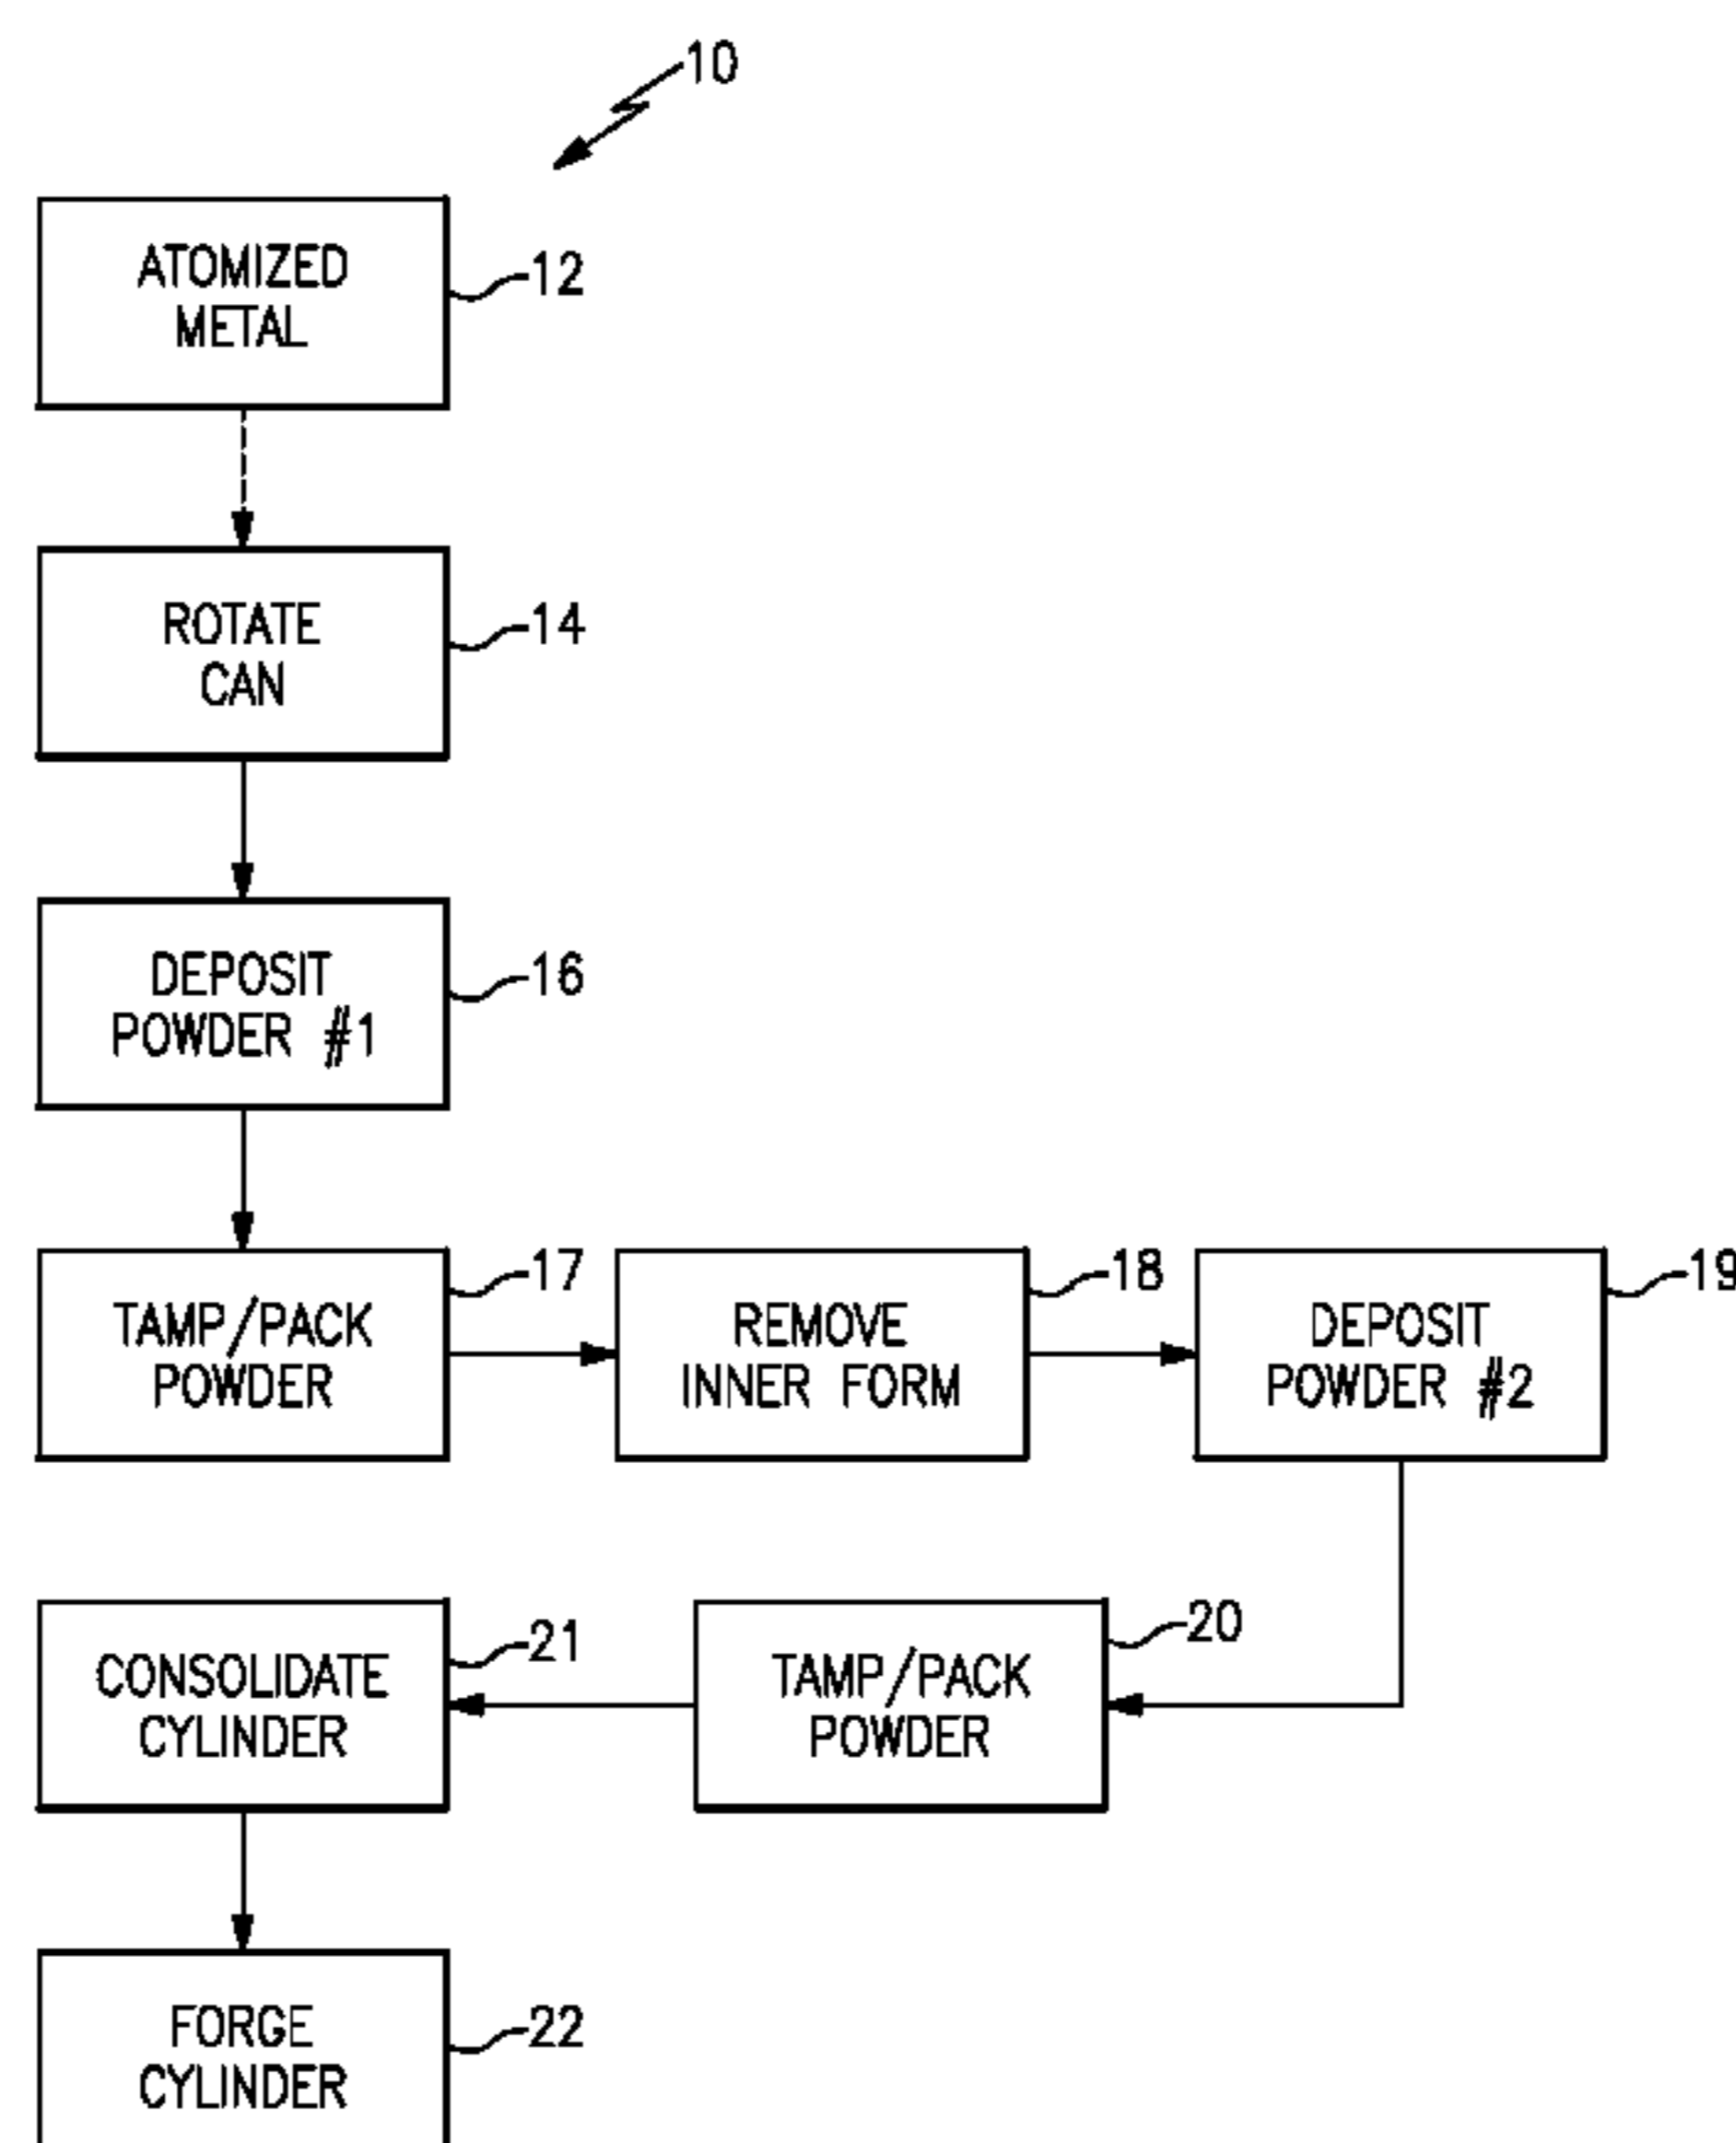 10
ATOMIZED
METAL
12
ROTATE
CAN
14
DEPOSIT
POWDER #1
16
TAMP/PACK
POWDER
17
REMOVE
INNER FORM
18
DEPOSIT
POWDER #2
19
CONSOLIDATE
CYLINDER
21
TAMP/PACK
POWDER
20
FORGE
CYLINDER
22